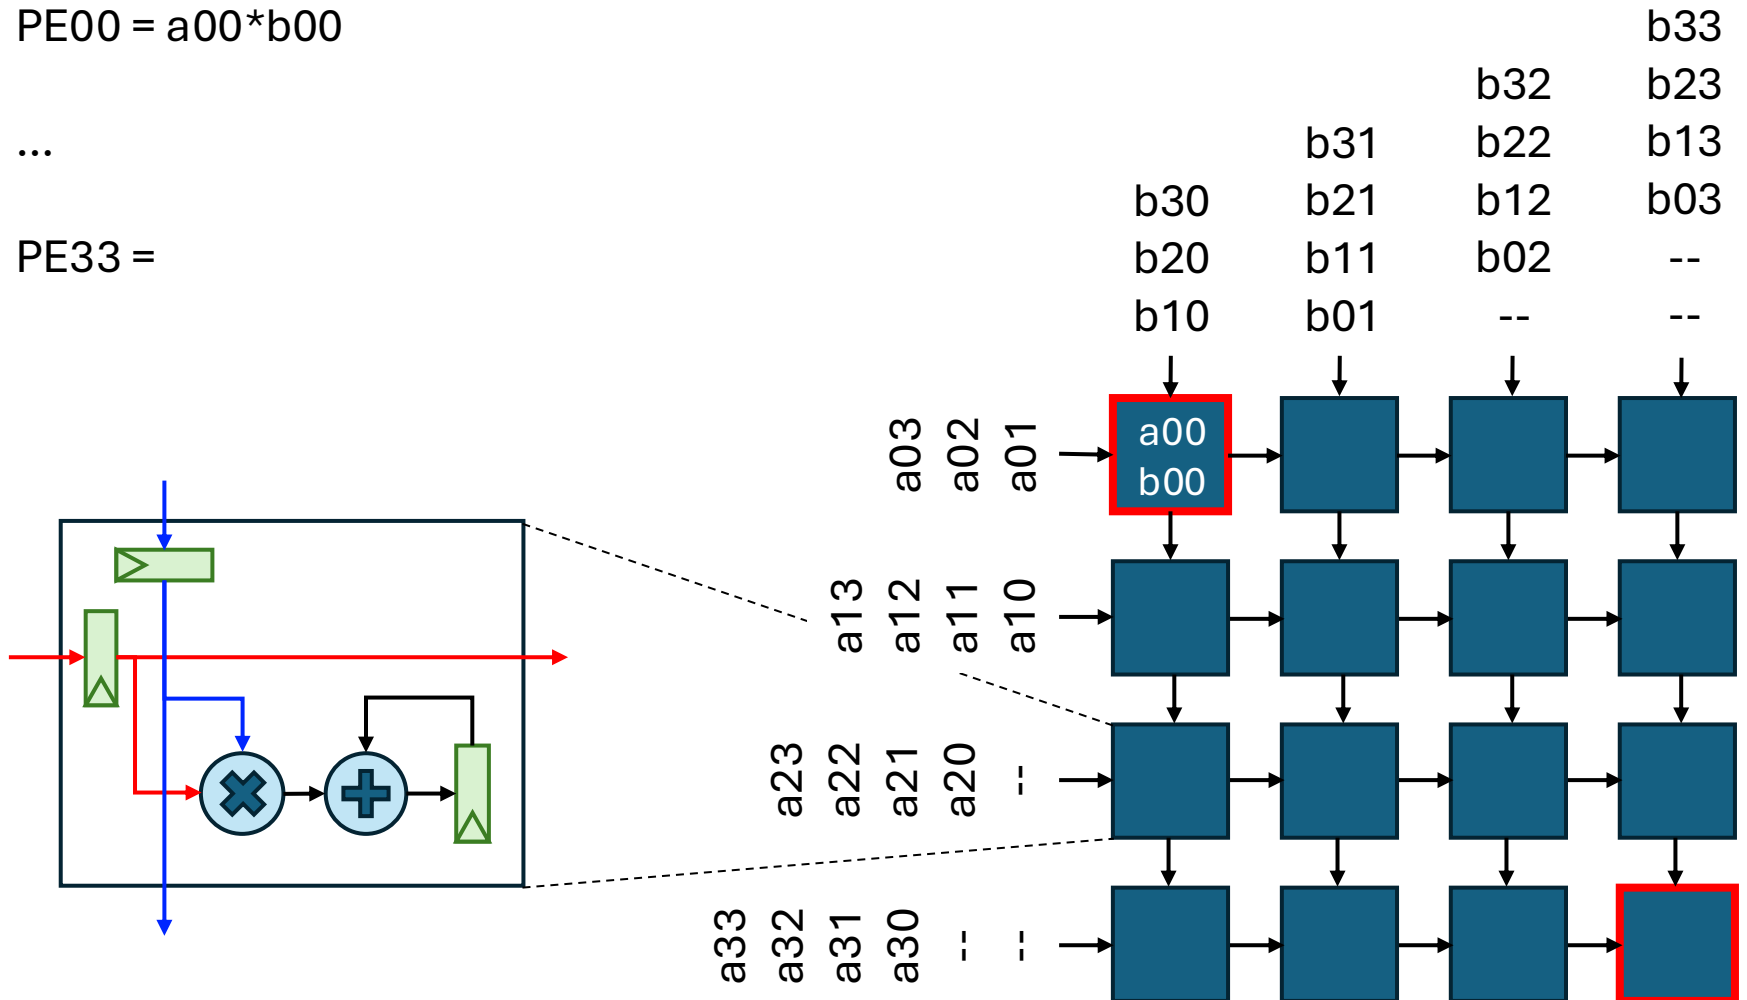 PE00 = a00*b00
...
PE33 =
b33
b32 b23
b31 b22 b13
b30 b21 b12 b03
b20 b11 b02 --
b10 b01 -- --
a03 a02 a01
a00
b00
a13 a12 a11 a10
a23 a22 a21 a20 --
a33 a32 a31 a30 -- --